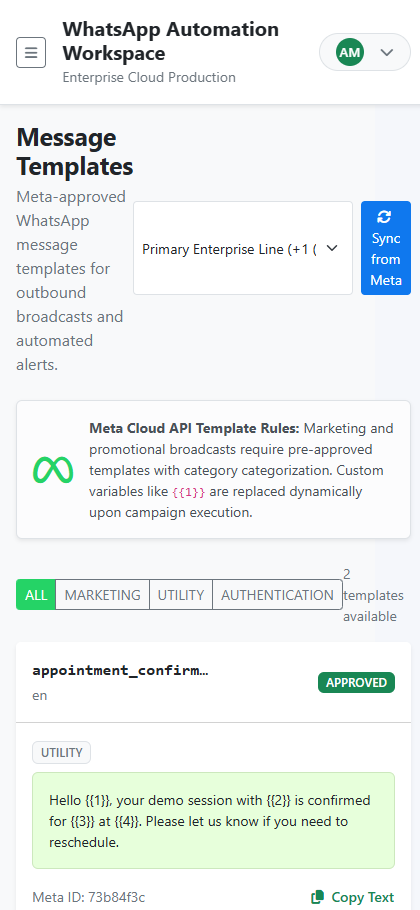 WhatsApp Automation
Workspace
Enterprise Cloud Production
AM
Message
Templates
Meta-approved
WhatsApp
message
templates for
outbound
broadcasts and
automated
alerts.
Primary Enterprise Line (+1 (
Sync
from
Meta
Meta Cloud API Template Rules: Marketing and
promotional broadcasts require pre-approved
templates with category categorization. Custom
variables like {{1}} are replaced dynamically
upon campaign execution.
ALL MARKETING UTILITY AUTHENTICATION
2
templates
available
appointment_confirm…
en
APPROVED
UTILITY
Hello {{1}}, your demo session with {{2}} is confirmed
for {{3}} at {{4}}. Please let us know if you need to
reschedule.
Meta ID: 73b84f3c
Copy Text